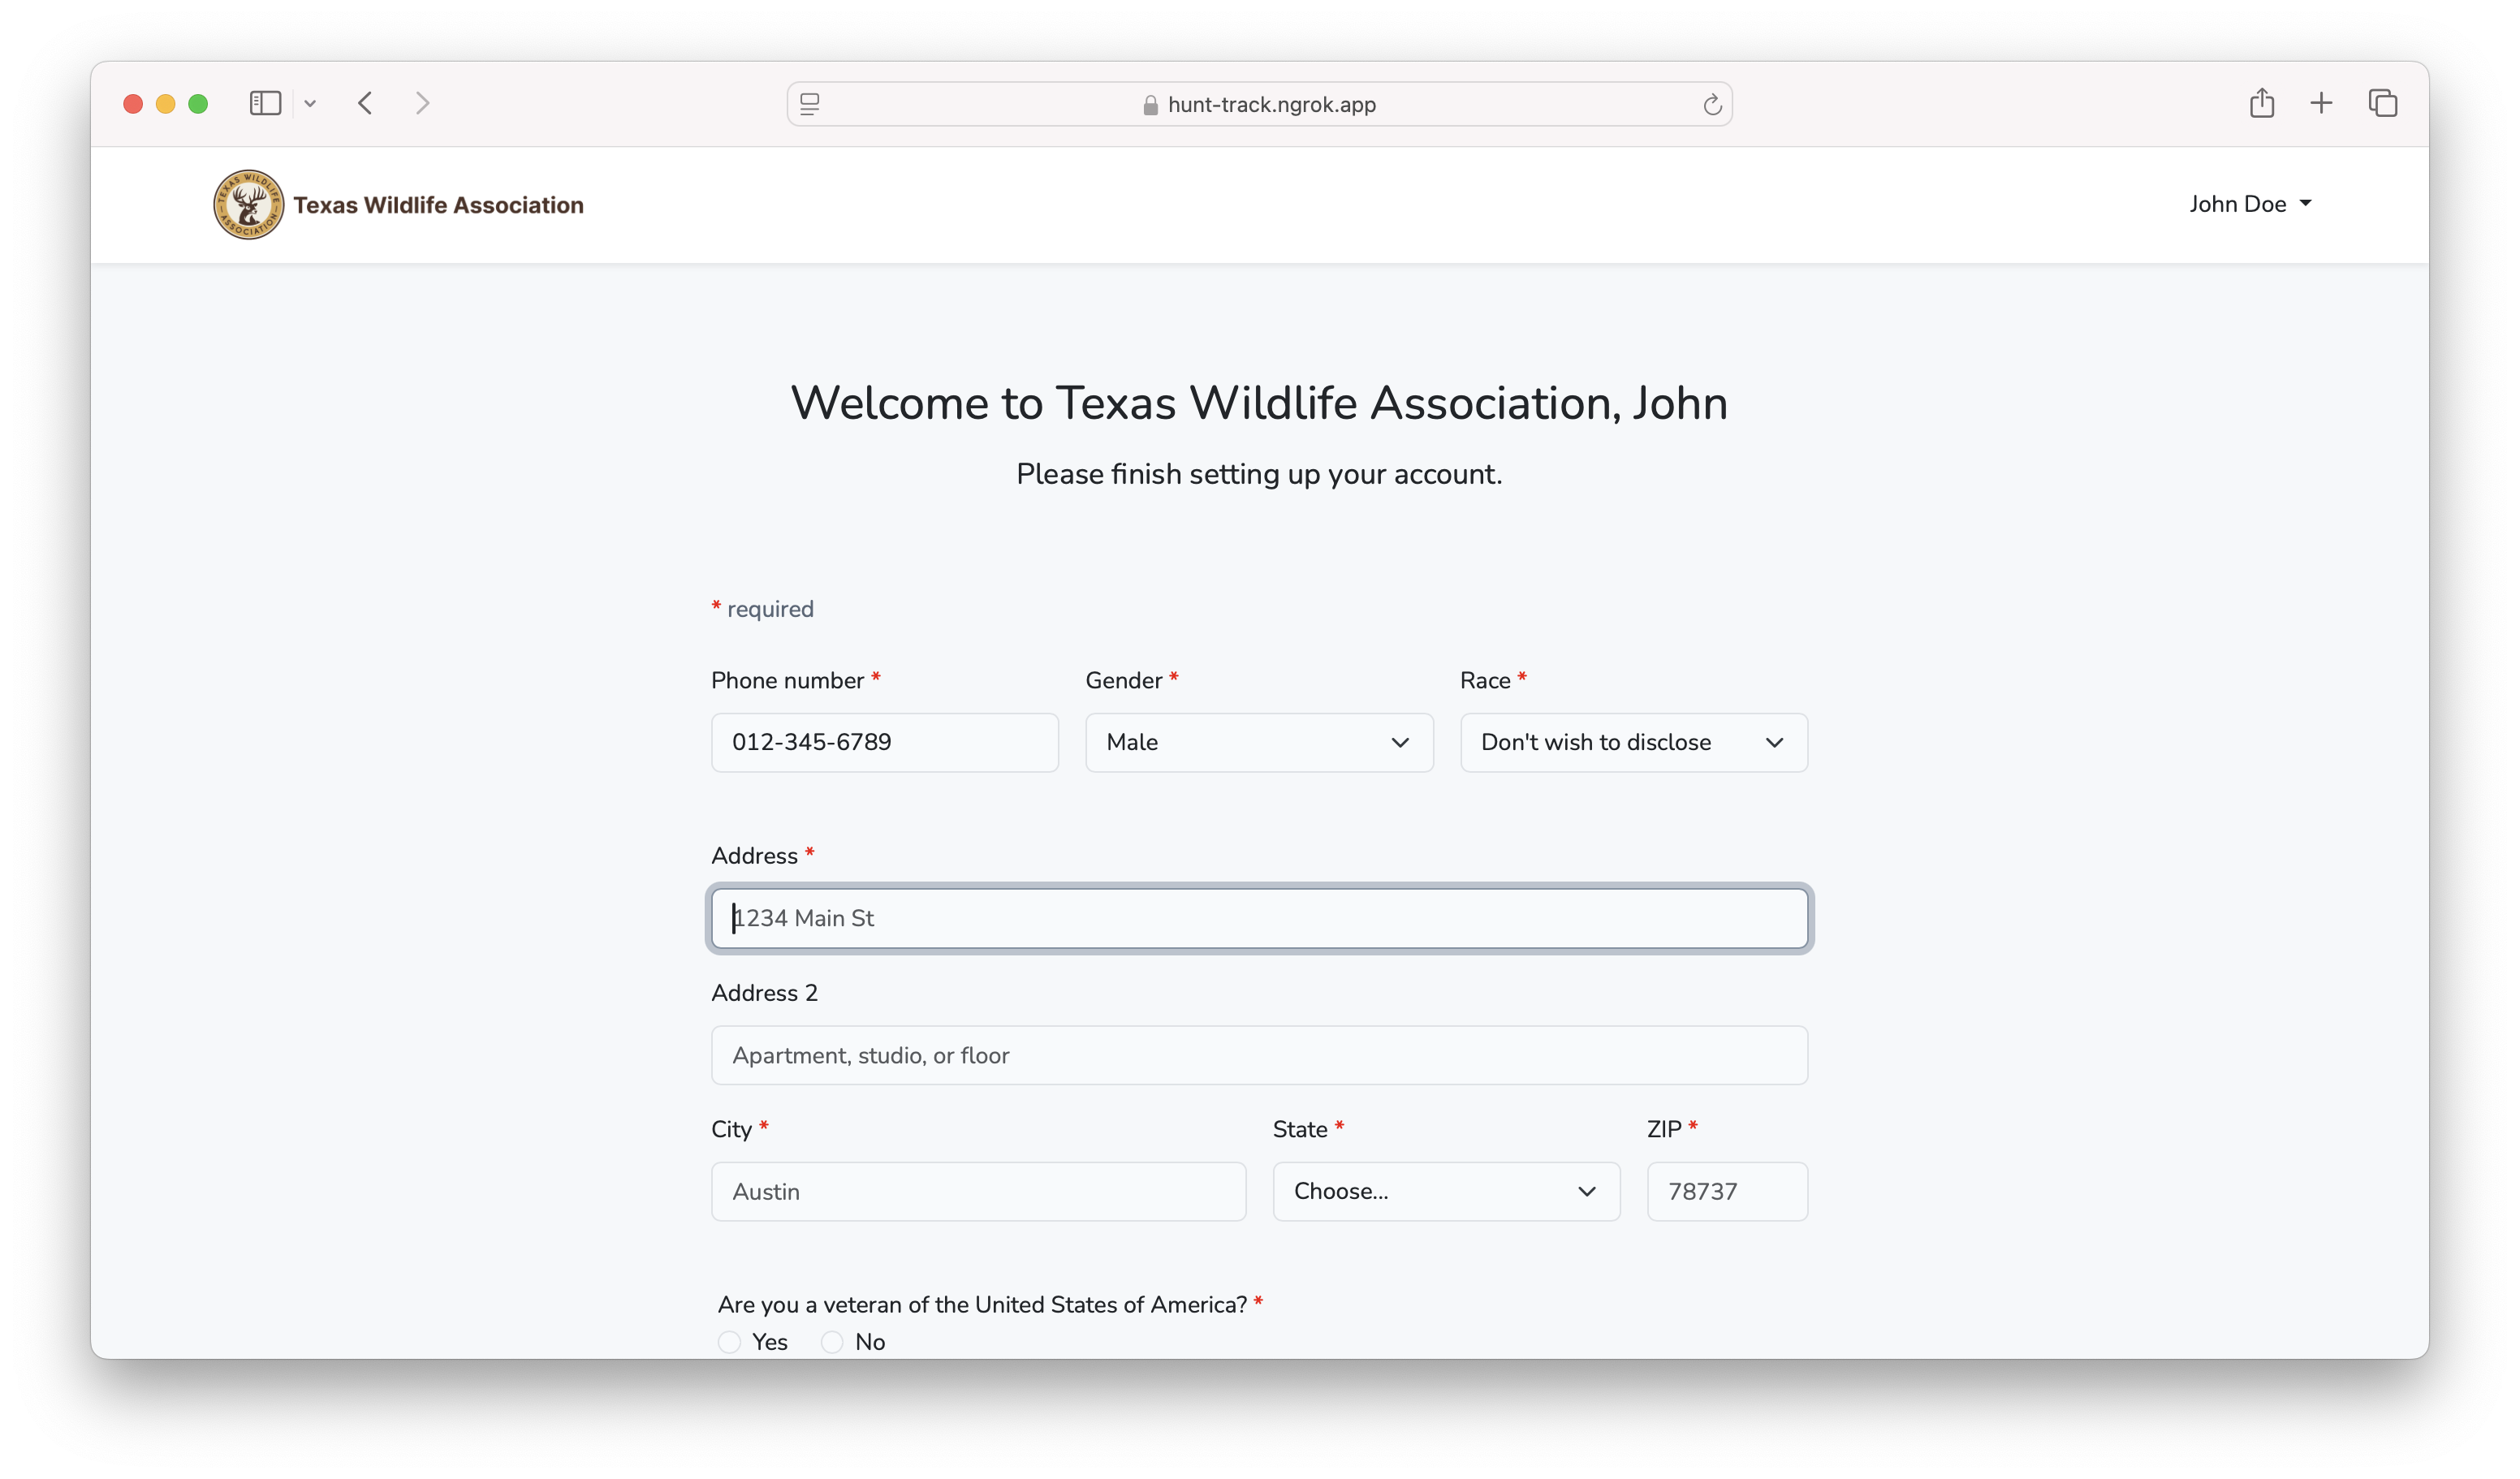 hunt-track.ngrok.app
TEXAS WILDLIFE
ASSOCIATION
Texas Wildlife Association
John Doe
Welcome to Texas Wildlife Association, John
Please finish setting up your account.
* required
Phone number * Gender * Race *
012-345-6789 Male Don't wish to disclose
Address *
1234 Main St
Address 2
Apartment, studio, or floor
City * State * ZIP *
Austin Choose... 78737
Are you a veteran of the United States of America? *
Yes No